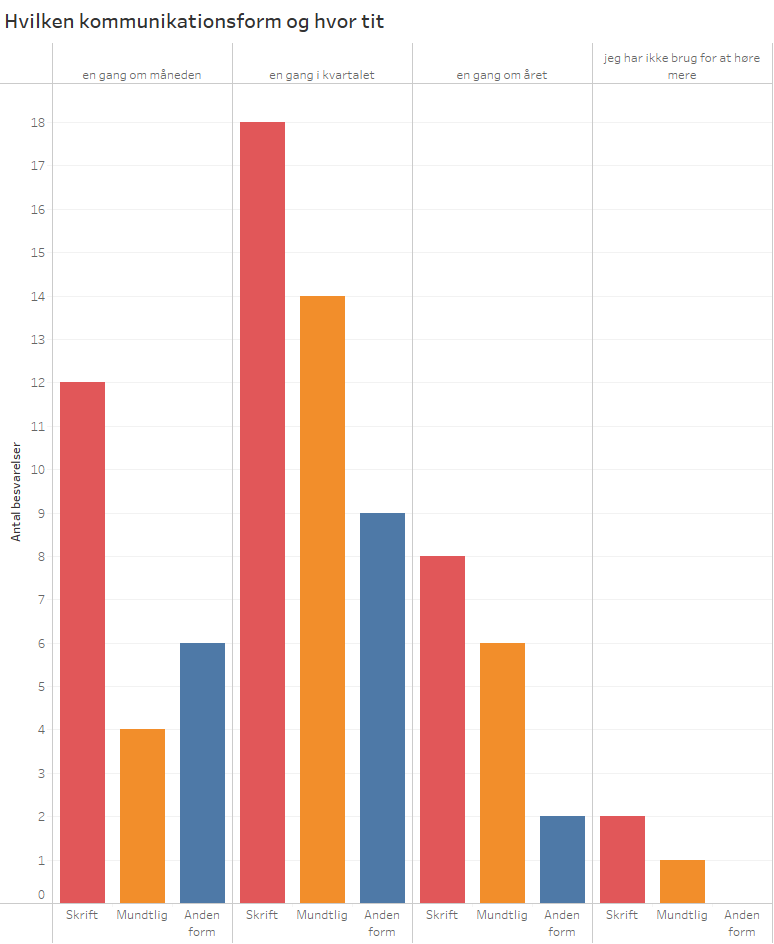 Hvilken kommunikationsform og hvor tit
en gang om måneden
en gang i kvartalet
en gang om året
jeg har ikke brug for at høre
mere
18
17
16
15
14
13
12
11
10
9
8
7
6
5
4
3
2
1
0
Antal besvarelser
Skrift Mundtlig Anden
form
Skrift Mundtlig Anden
form
Skrift Mundtlig Anden
form
Skrift Mundtlig Anden
form